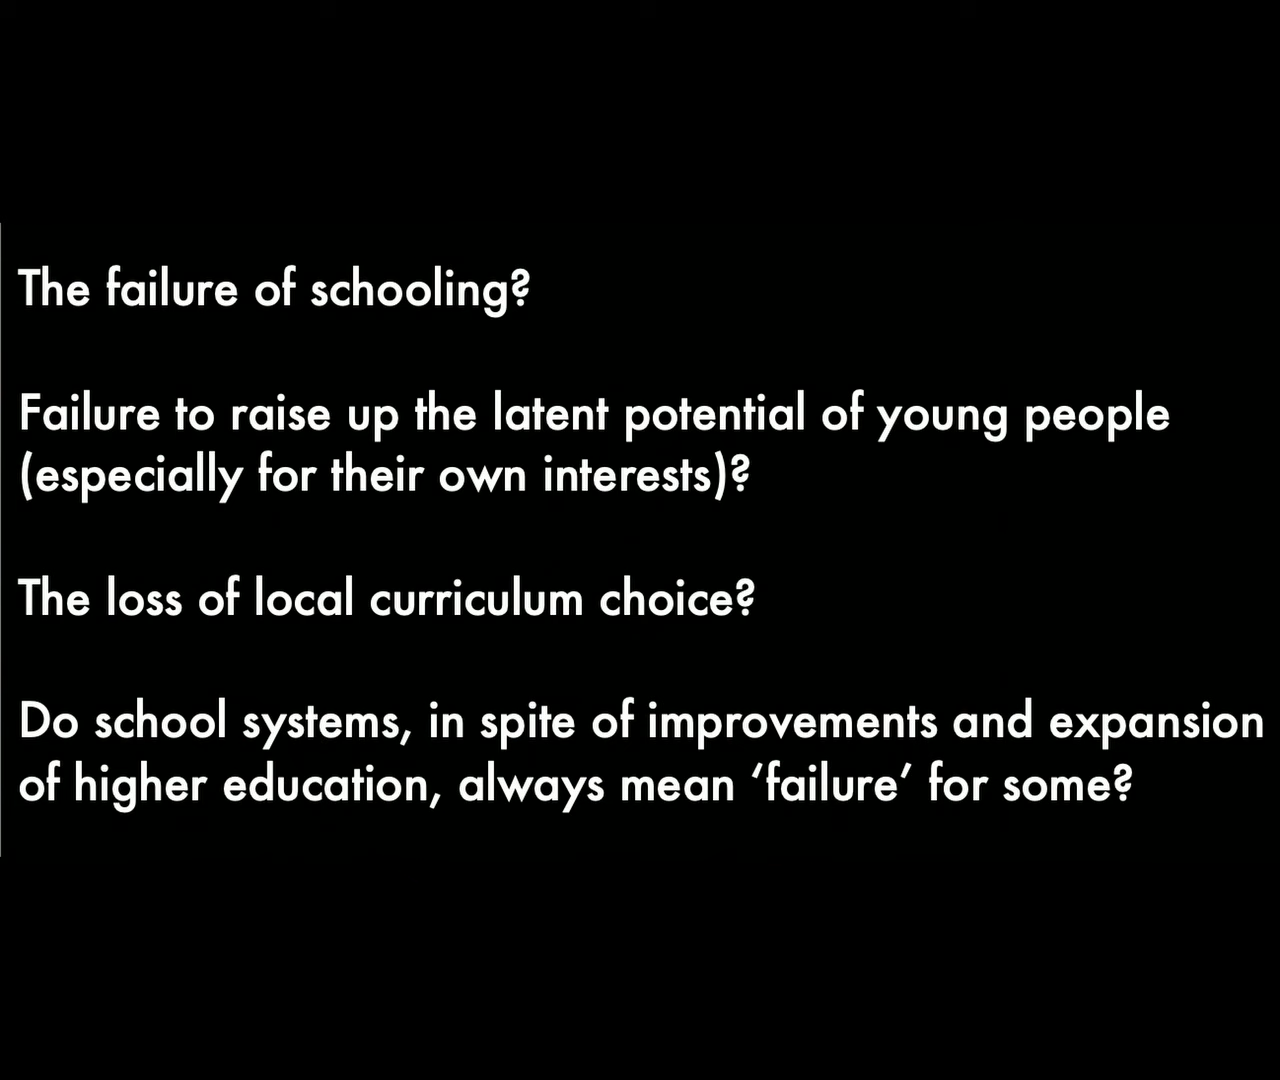 The failure of schooling?
Failure to raise up the latent potential of young people
(especially for their own interests)?
The loss of local curriculum choice?
Do school systems, in spite of improvements and expansion
of higher education, always mean ‘failure’ for some?